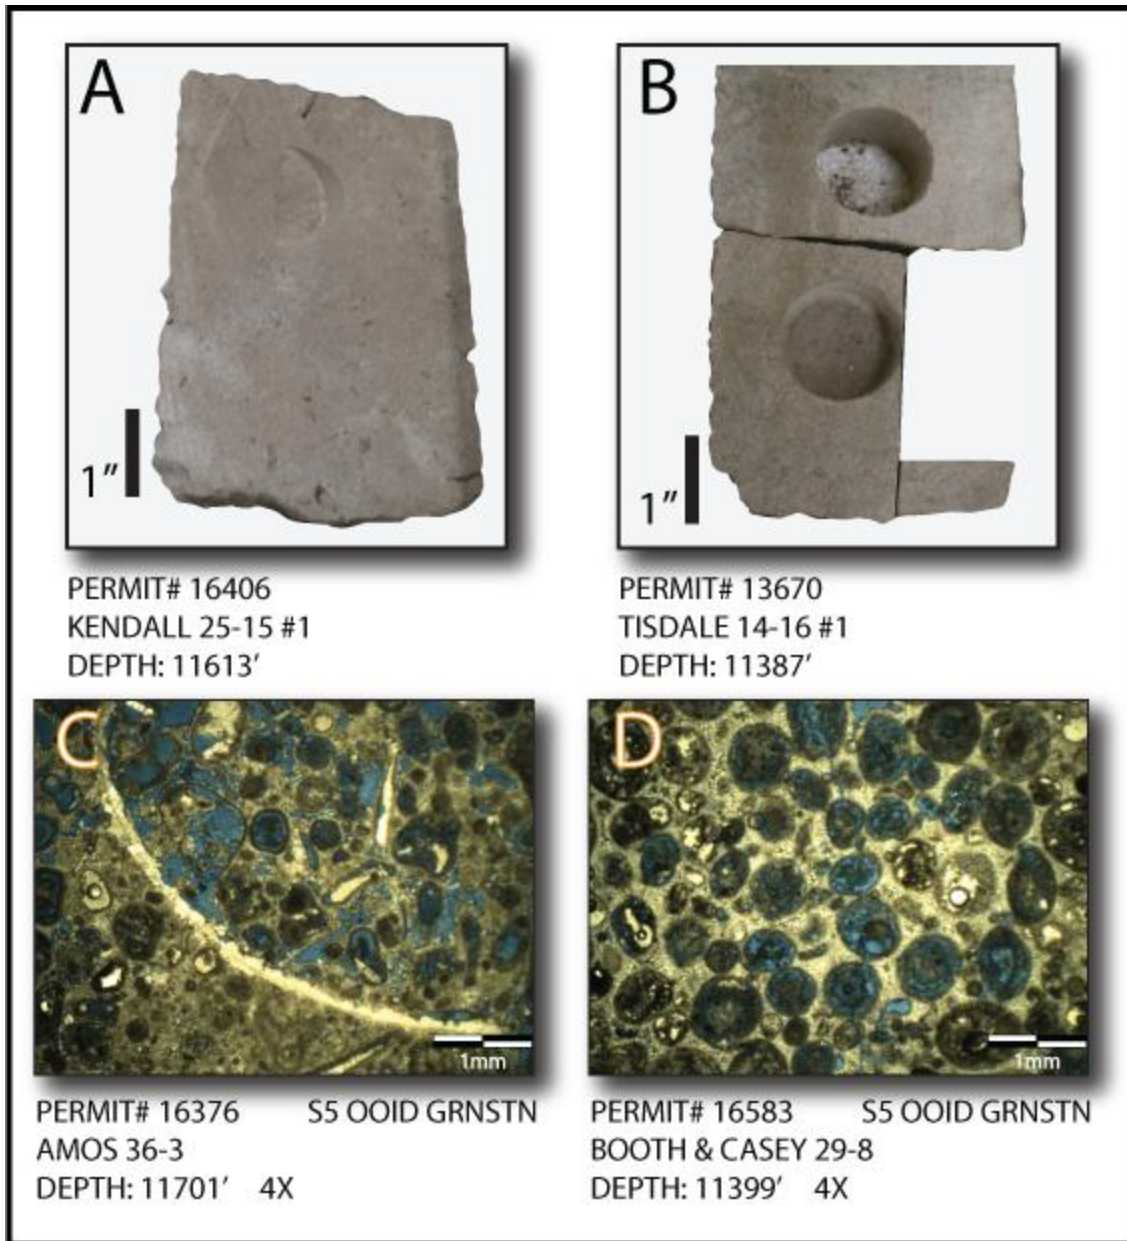 A
1″
PERMIT# 16406
KENDALL 25-15 #1
DEPTH: 11613′
B
1″
PERMIT# 13670
TISDALE 14-16 #1
DEPTH: 11387′
C
1mm
PERMIT# 16376 S5 OOID GRNSTN
AMOS 36-3
DEPTH: 11701′ 4X
D
1mm
PERMIT# 16583 S5 OOID GRNSTN
BOOTH & CASEY 29-8
DEPTH: 11399′ 4X